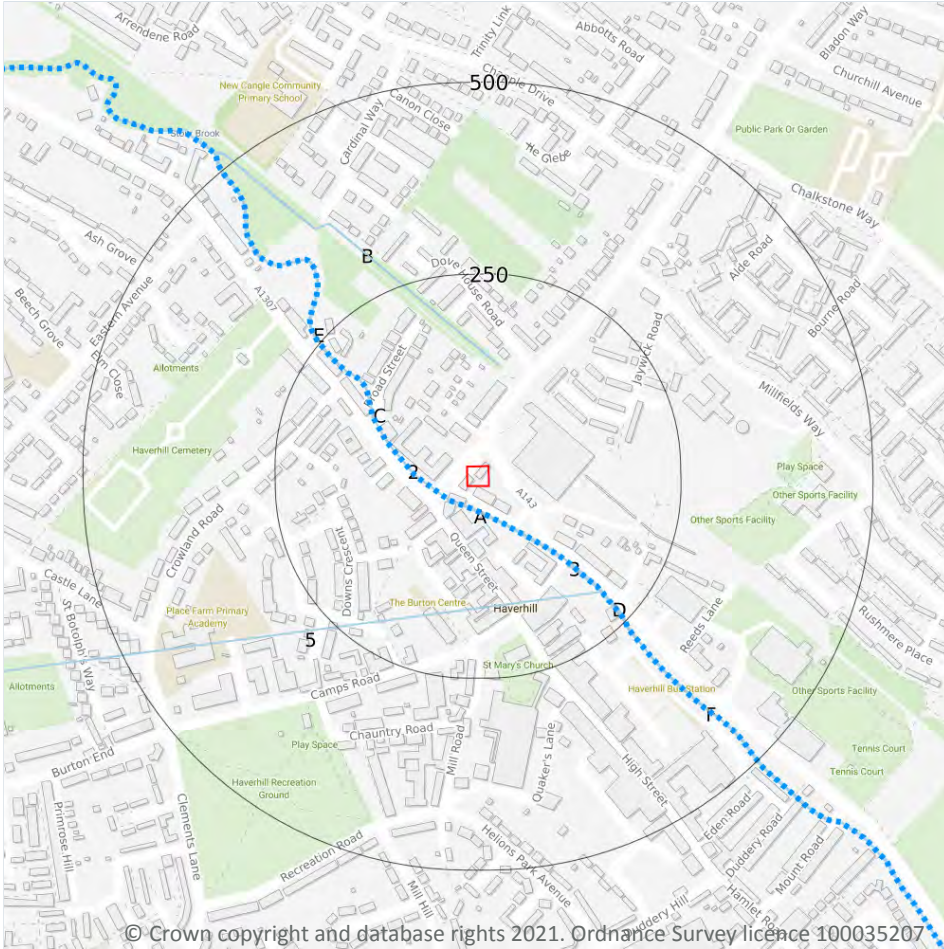 Arrendene Road
Trinity Link
Abbotts Road
Bladon Way
Chapple Drive
500
Churchill Avenue
New Cangle Community
Primary School
Canon Close
Cardinal Way
Public Park Or Garden
Stour Brook
The Glebe
Chalkstone Way
Ash Grove
B
Dove House Road
250
Alde Road
Eastern Avenue
A1307
Bourne Road
Beech Grove
E
Jaywick Road
Elm Close
Allotments
Broad Street
Millfields Way
C
Haverhill Cemetery
2
Play Space
A143
Other Sports Facility
A
Other Sports Facility
Crowland Road
Queen Street
Downs Crescent
3
Castle Lane
Place Farm Primary
Academy
The Burton Centre
Haverhill
D
Reeds Lane
Rushmere Place
St Botolph's Way
5
St Mary's Church
Allotments
Camps Road
Haverhill Bus Station
Other Sports Facility
F
Chauntry Road
Play Space
Mill Road
Quaker's Lane
High Street
Tennis Court
Burton End
Tennis Court
Haverhill Recreation
Ground
Primrose Hill
Clements Lane
Eden Road
Duddery Road
Mount Road
Recreation Road
Helions Park Avenue
Mill Hill
Duddery Hill
Hamlet R
© Crown copyright and database rights 2021. Ordnance Survey licence 100035207.